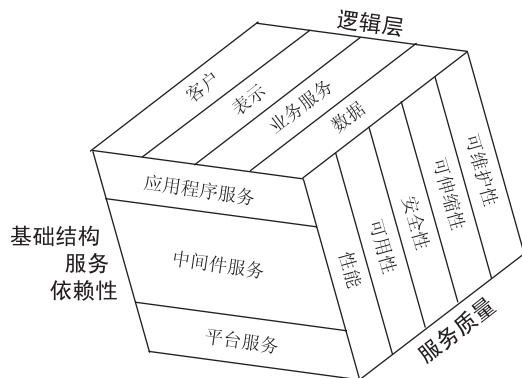 逻辑层
客户
表示
业务服务
数据
应用程序服务
中间件服务
平台服务
基础结构
服务
依赖性
性能
可用性
安全性
可伸缩性
可维护性
服务质量